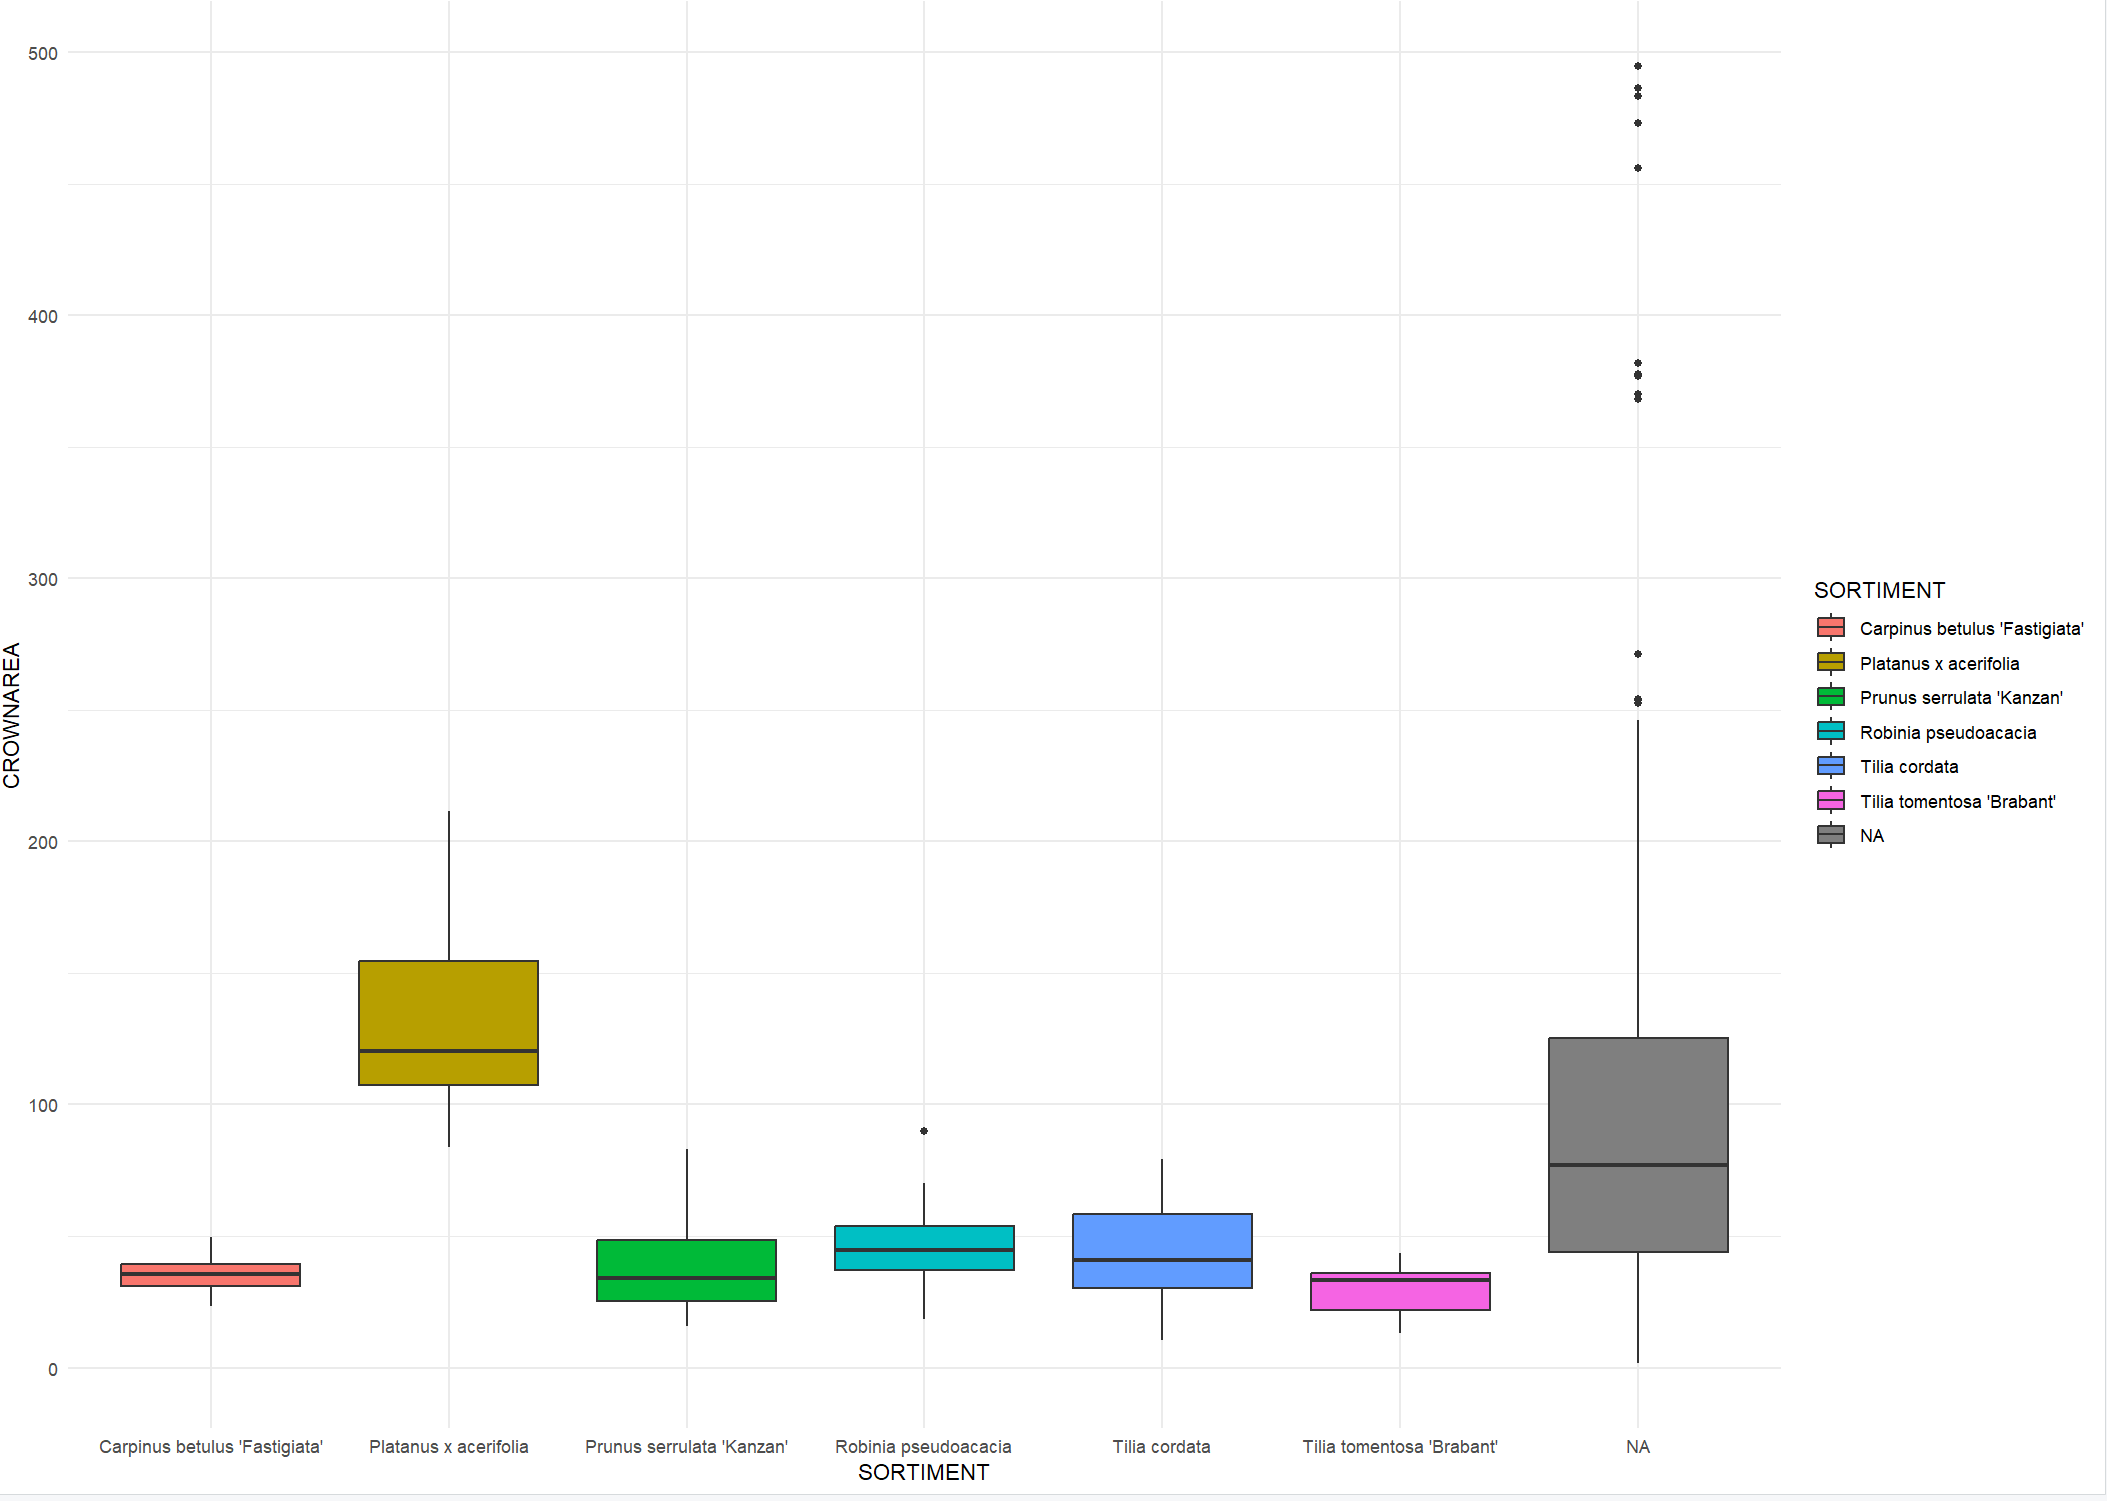 500
400
300
200
100
0
CROWNAREA
Carpinus betulus 'Fastigiata'
Platanus x acerifolia
Prunus serrulata 'Kanzan'
Robinia pseudoacacia
Tilia cordata
Tilia tomentosa 'Brabant'
NA
SORTIMENT
SORTIMENT
Carpinus betulus 'Fastigiata'
Platanus x acerifolia
Prunus serrulata 'Kanzan'
Robinia pseudoacacia
Tilia cordata
Tilia tomentosa 'Brabant'
NA